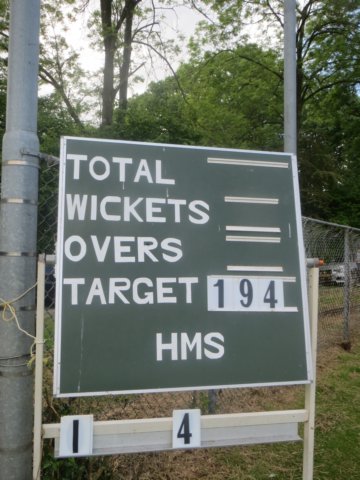 TOTAL
WICKETS
OVERS
TARGET 194
HMS
1 4